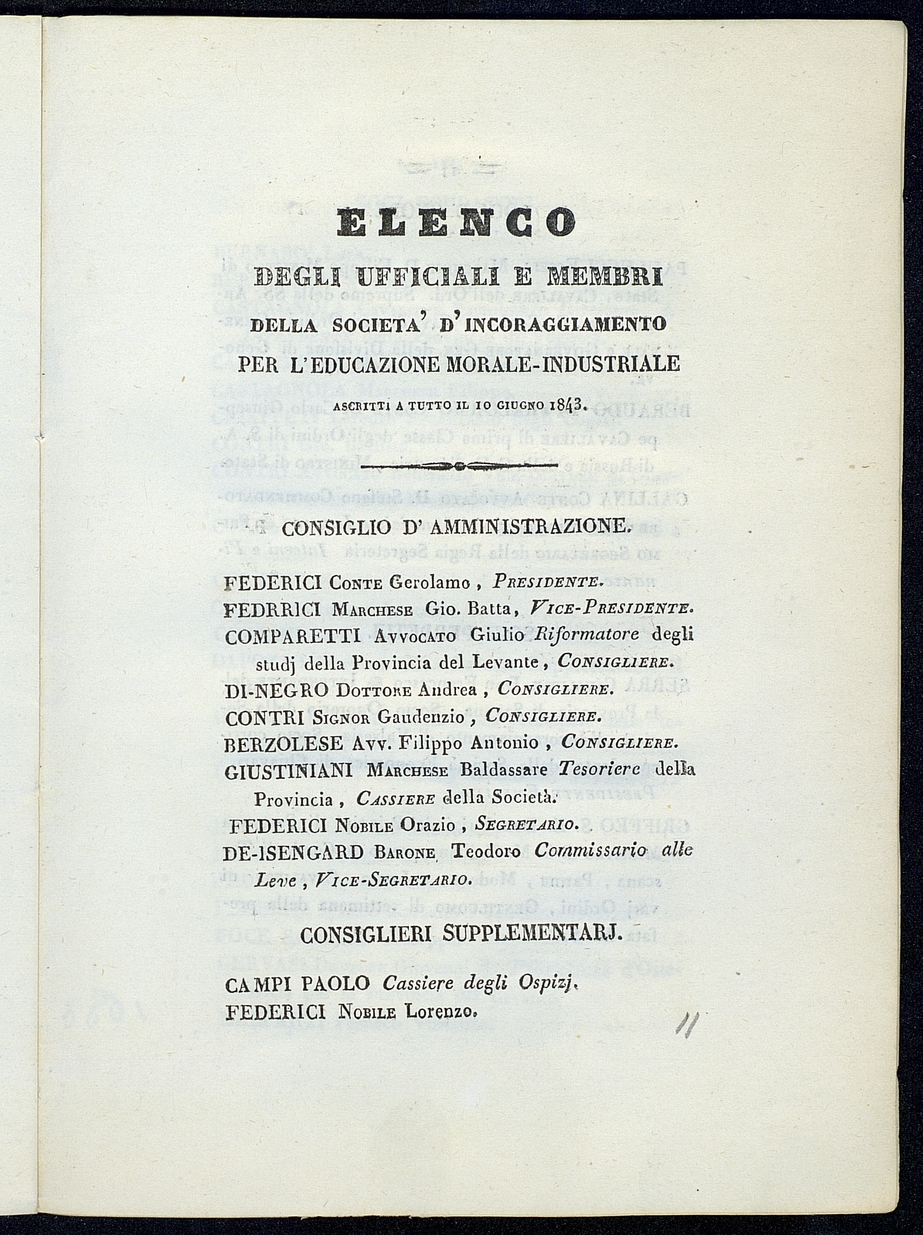 ELENCO
DEGLI UFFICIALI E MEMBRI
DELLA SOCIETA' D'INCORAGGIAMENTO
PER L'EDUCAZIONE MORALE-INDUSTRIALE
ASCRITTI A TUTTO IL 10 GIUGNO 1843.
CONSIGLIO D' AMMINISTRAZIONE.
FEDERICI CONTE Gerolamo, PRESIDENTE.
FEDRRICI MARCHESE Gio. Batta, VICE-PRESIDENTE.
COMPARETTI AVVOCATO Giulio Riformatore degli
studj della Provincia del Levante, CONSIGLIERE.
DI-NEGRO DOTTORE Andrea, CONSIGLIERE.
CONTRI SIGNOR Gaudenzio, CONSIGLIERE.
BERZOLESE AVV. Filippo Antonio, CONSIGLIERE.
GIUSTINIANI MARCHESE Baldassare Tesoriere della
Provincia, CASSIERE della Società.
FEDERICI NOBILE Orazio, SEGRETARIO.
DE-ISENGARD BARONE Teodoro Commissario alle
Leve, VICE-SEGRETARIO.
CONSIGLIERI SUPPLEMENTARJ.
CAMPI PAOLO Cassiere degli Ospizj.
FEDERICI NOBILE Lorenzo.
11